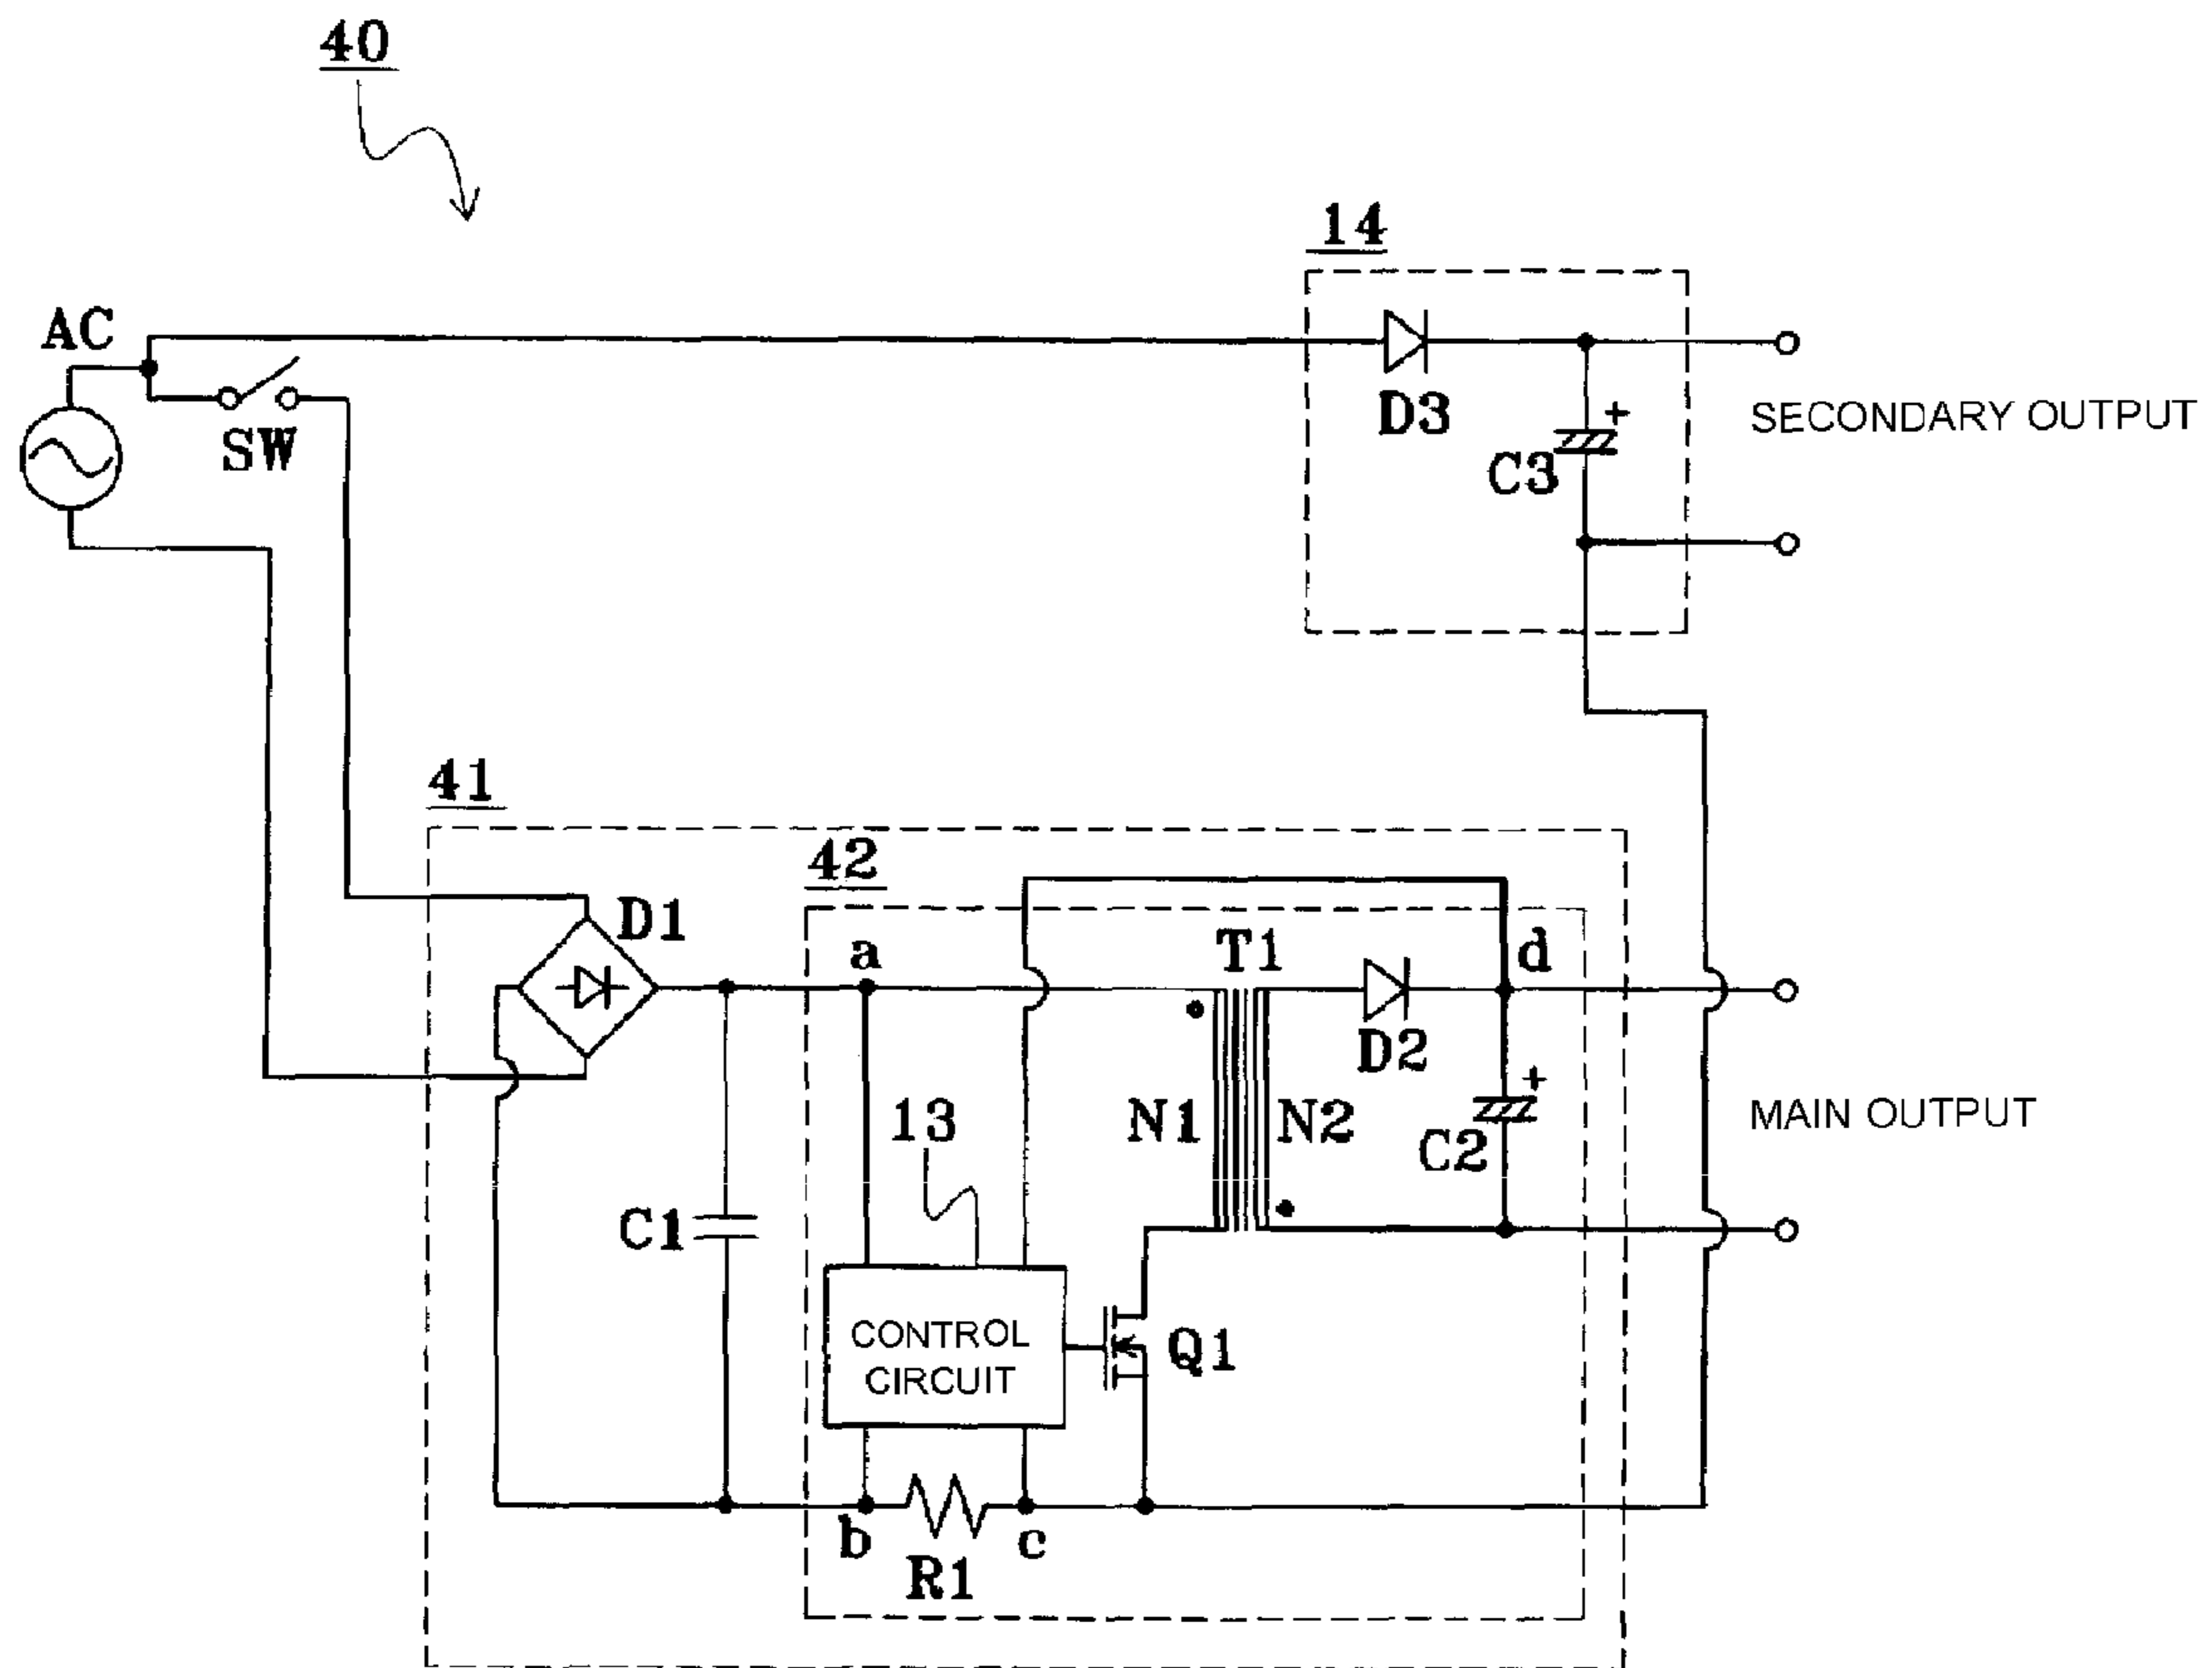 40
14
AC
SW
D3
+
C3
SECONDARY OUTPUT
41
42
D1
a
T1
d
D2
13
N1
N2
+
C2
MAIN OUTPUT
C1
CONTROL
CIRCUIT
Q1
b
c
R1